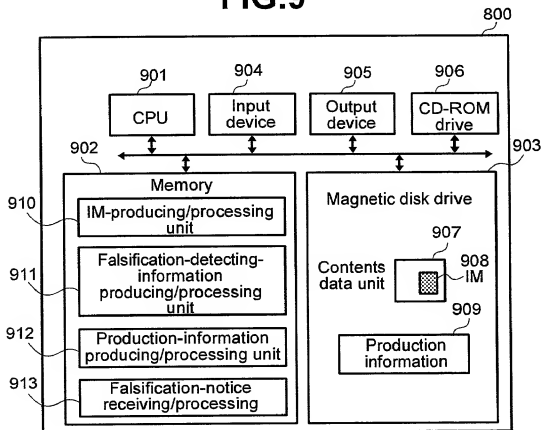 FIG.9
800
901
904
905
906
CPU
Input
device
Output
device
CD-ROM
drive
902
903
Memory
Magnetic disk drive
910
IM-producing/processing
unit
907
911
Falsification-detecting-
information
producing/processing
unit
Contents
data unit
908
IM
909
912
Production-information
producing/processing unit
Production
information
913
Falsification-notice
receiving/processing